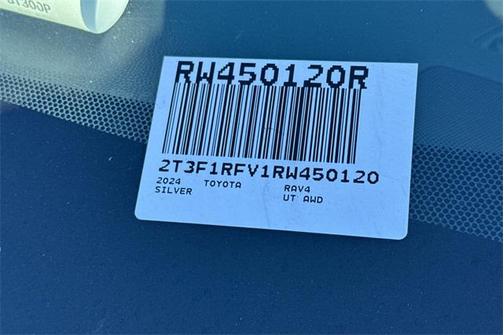 RW450120R
2T3F1RFV1RW450120
2024 TOYOTA RAV4
SILVER UT AWD